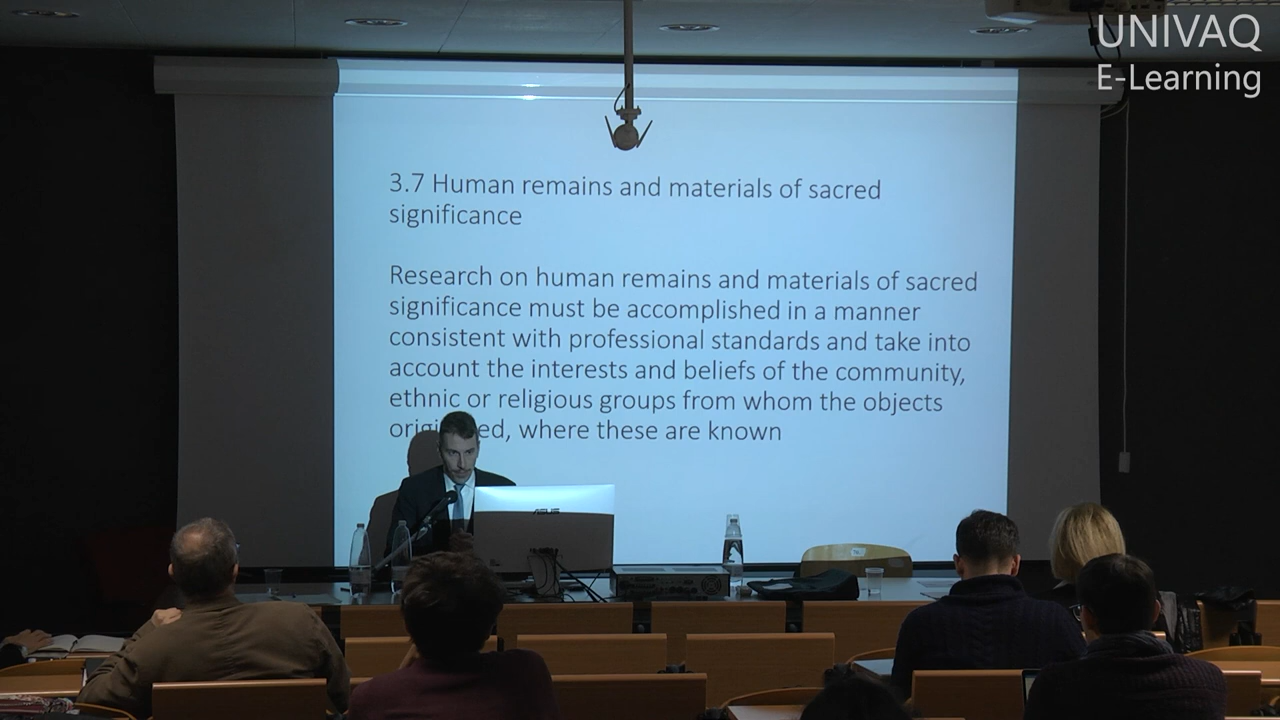 UNIVAQ
E-Learning
3.7 Human remains and materials of sacred
significance
Research on human remains and materials of sacred
significance must be accomplished in a manner
consistent with professional standards and take into
account the interests and beliefs of the community,
ethnic or religious groups from whom the objects
where these are known
ASUS